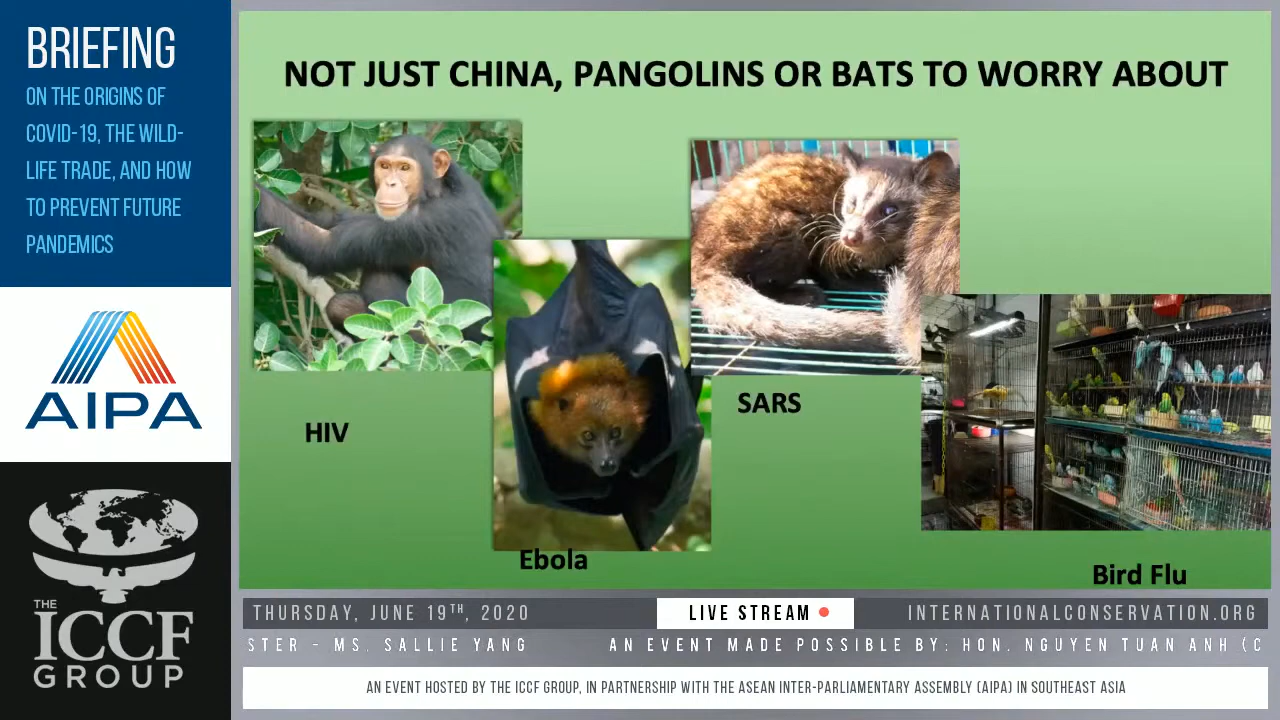 BRIEFING
ON THE ORIGINS OF
COVID-19, THE WILD-
LIFE TRADE, AND HOW
TO PREVENT FUTURE
PANDEMICS
AIPA
THE
ICCF
GROUP
NOT JUST CHINA, PANGOLINS OR BATS TO WORRY ABOUT
HIV
Ebola
SARS
Bird Flu
THURSDAY, JUNE 19TH, 2020
LIVE STREAM
INTERNATIONALCONSERVATION.ORG
STER - MS. SALLIE YANG AN EVENT MADE POSSIBLE BY: HON. NGUYEN TUAN ANH (C
AN EVENT HOSTED BY THE ICCF GROUP, IN PARTNERSHIP WITH THE ASEAN INTER-PARLIAMENTARY ASSEMBLY (AIPA) IN SOUTHEAST ASIA